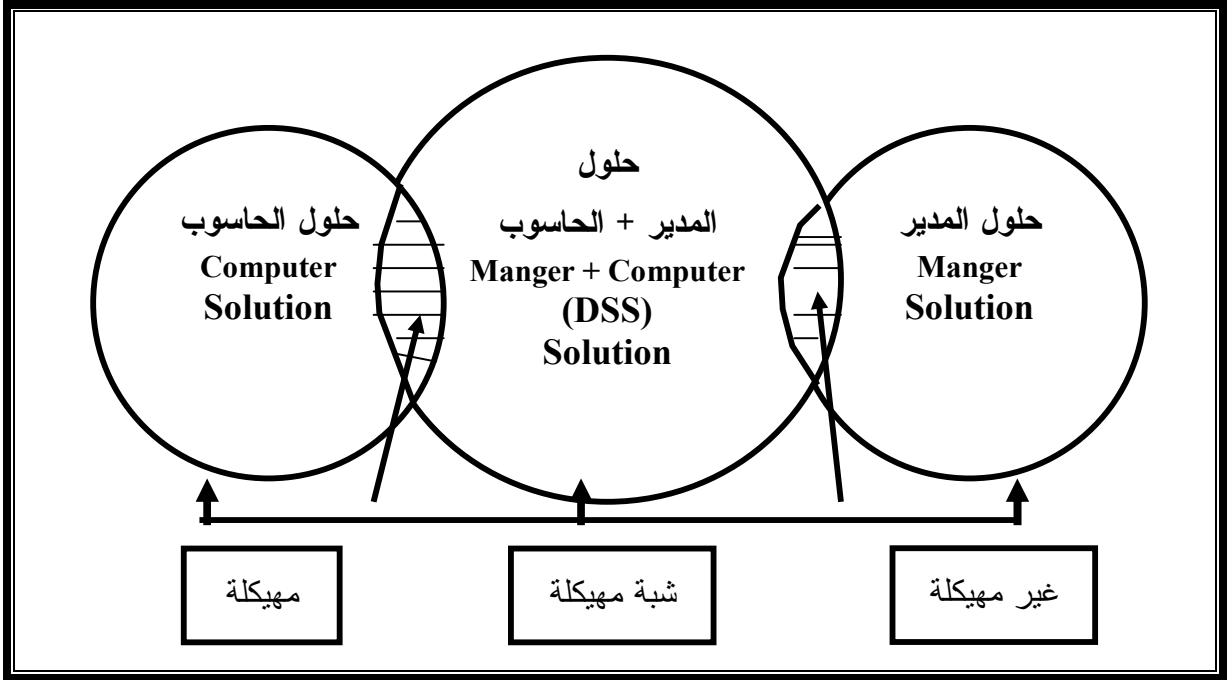 حلول الحاسوب
Computer
Solution
حلول
المدير + الحاسوب
Manger + Computer
(DSS)
Solution
حلول المدير
Manger
Solution
مهيكلة
شبة مهيكلة
غير مهيكلة